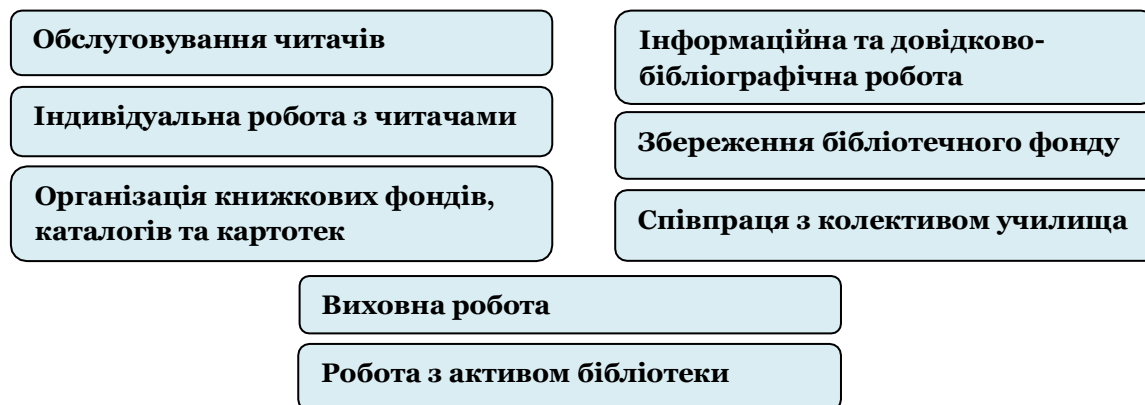 Обслуговування читачів
Індивідуальна робота з читачами
Організація книжкових фондів,
каталогів та картотек
Інформаційна та довідково-
бібліографічна робота
Збереження бібліотечного фонду
Співпраця з колективом училища
Виховна робота
Робота з активом бібліотеки